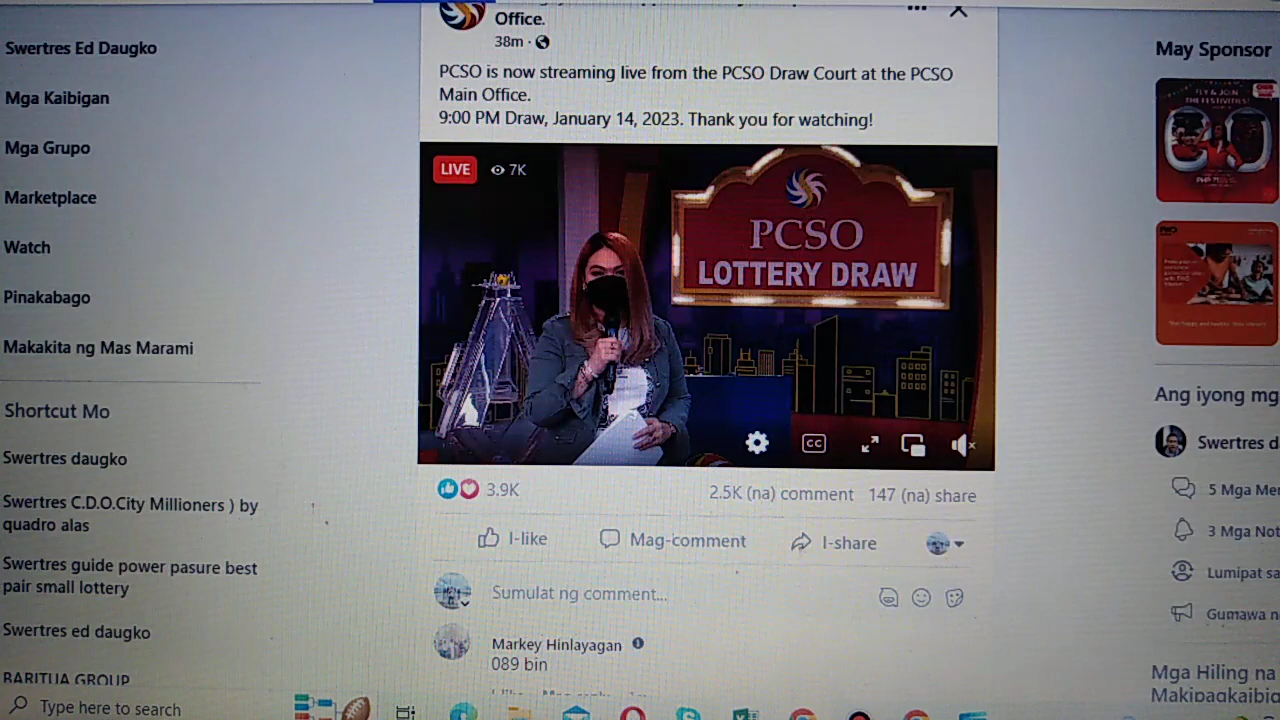 Swertres Ed Daugko
Mga Kaibigan
Mga Grupo
Marketplace
Watch
Pinakabago
Makakita ng Mas Marami
Shortcut Mo
Swertres daugko
Swertres C.D.O.City Millioners ) by
quadro alas
Swertres guide power pasure best
pair small lottery
Swertres ed daugko
BARITUA GROUP
Type here to search
Office.
38m ·
PCSO is now streaming live from the PCSO Draw Court at the PCSO
Main Office.
9:00 PM Draw, January 14, 2023. Thank you for watching!
LIVE 7K
PCSO
LOTTERY DRAW
CC
3.9K 2.5K (na) comment 147 (na) share
I-like Mag-comment I-share
Sumulat ng comment...
Markey Hinlayagan
089 bin
May Sponsor
FLY & JOIN
THE FESTIVITIES!
Ang iyong mg
Swertres d
5 Mga Me
3 Mga Not
Lumipat sa
Gumawa n
Mga Hiling na
Makipagkaibig